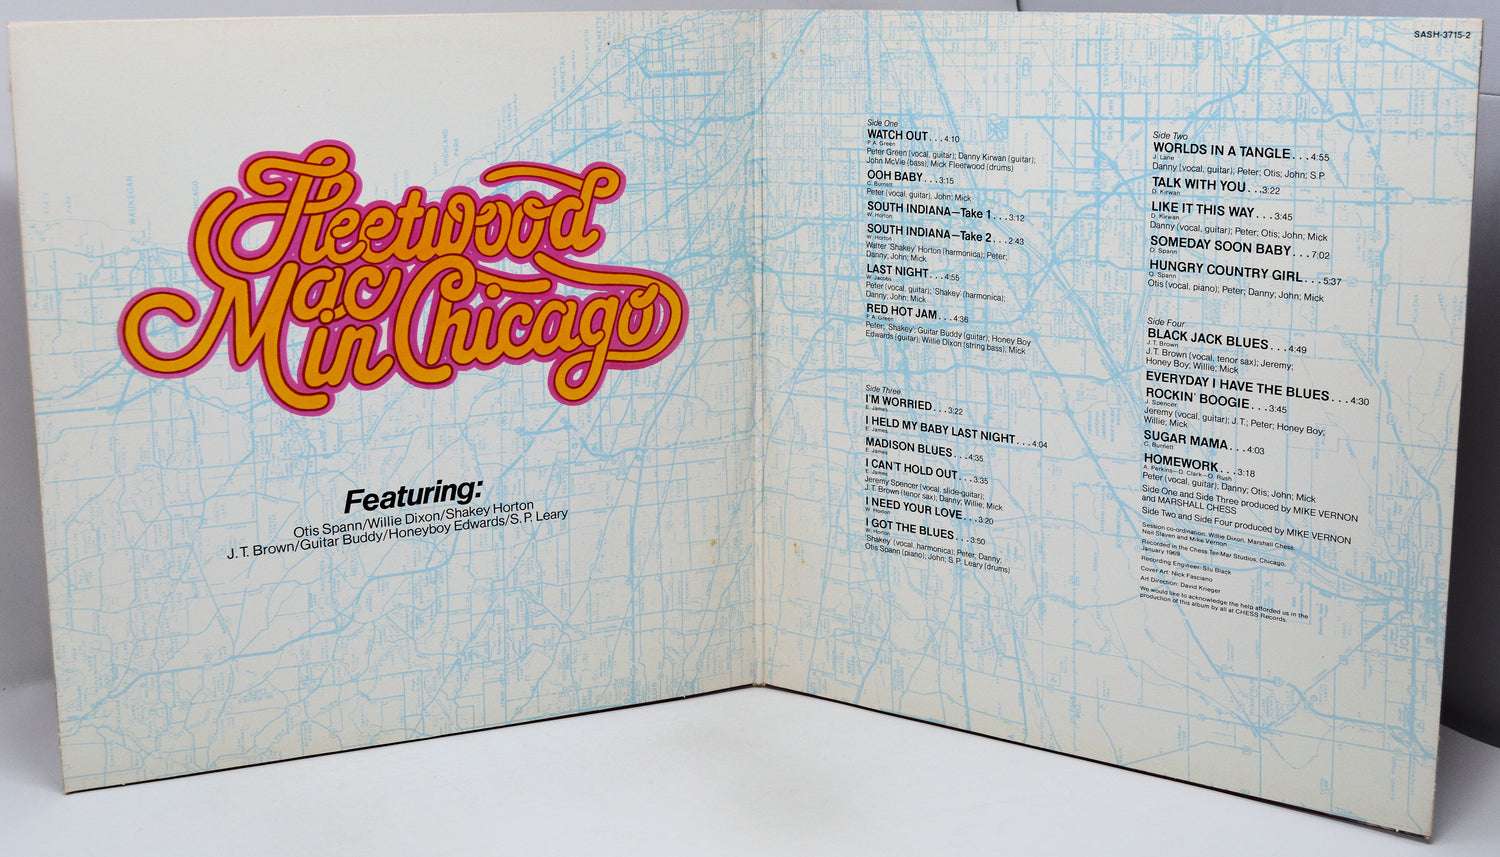 Fleetwood
Mac
in Chicago
Featuring:
Otis Spann/Willie Dixon/Shakey Horton
J.T. Brown/Guitar Buddy/Honeyboy Edwards/S.P. Leary
WAUKEGAN
HIGHLAND
PARK
SASH-3715-2
Side One
WATCH OUT...4:10
P. A. Green
Peter Green (vocal, guitar); Danny Kirwan (guitar);
John McVie (bass); Mick Fleetwood (drums)
OOH BABY...3:15
C. Burnett
Peter (vocal, guitar), John; Mick
SOUTH INDIANA—Take 1...3:12
W. Horton
SOUTH INDIANA—Take 2...2:43
W. Horton
Walter 'Shakey' Horton (harmonica); Peter;
Danny; John; Mick
LAST NIGHT...4:55
W. Jacobs
Peter (vocal, guitar); 'Shakey' (harmonica);
Danny; John; Mick
RED HOT JAM...4:36
P. A. Green
Peter; 'Shakey'; Guitar Buddy (guitar); Honey Boy
Edwards (guitar); Willie Dixon (string bass); Mick
Side Three
I'M WORRIED...3:22
E. James
I HELD MY BABY LAST NIGHT...4:04
E. James
MADISON BLUES...4:35
E. James
I CAN'T HOLD OUT...3:35
E. James
Jeremy Spencer (vocal, slide-guitar);
J.T. Brown (tenor sax); Danny; Willie; Mick
I NEED YOUR LOVE...3:20
W. Horton
I GOT THE BLUES...3:50
W. Horton
'Shakey' (vocal, harmonica); Peter; Danny;
Otis Spann (piano); John; S.P. Leary (drums)
Side Two
WORLDS IN A TANGLE...4:55
J. Lane
Danny (vocal, guitar); Peter; Otis; John; S.P.
TALK WITH YOU...3:22
D. Kirwan
LIKE IT THIS WAY...3:45
D. Kirwan
Danny (vocal, guitar); Peter; Otis; John; Mick
SOMEDAY SOON BABY...7:02
O. Spann
HUNGRY COUNTRY GIRL...5:37
O. Spann
Otis (vocal, piano); Peter; Danny; John; Mick
Side Four
BLACK JACK BLUES...4:49
J.T. Brown
J.T. Brown (vocal, tenor sax); Jeremy;
Honey Boy; Willie; Mick
EVERYDAY I HAVE THE BLUES...4:30
ROCKIN' BOOGIE...3:45
J. Spencer
Jeremy (vocal, guitar); J.T.; Peter; Honey Boy;
Willie; Mick
SUGAR MAMA...4:03
C. Burnett
HOMEWORK...3:18
A. Perkins—D. Clark—O. Rush
Peter (vocal, guitar); Danny; Otis; John; Mick
Side One and Side Three produced by MIKE VERNON
and MARSHALL CHESS
Side Two and Side Four produced by MIKE VERNON
Session co-ordination: Willie Dixon, Marshall Chess,
Neil Slaven and Mike Vernon
Recorded in the Chess Ter-Mar Studios, Chicago,
January 1969
Recording Engineer: Stu Black
Cover Art: Nick Fasciano
Art Direction: David Krieger
We would like to acknowledge the help afforded us in the
production of this album by all at CHESS Records.
JOLIET